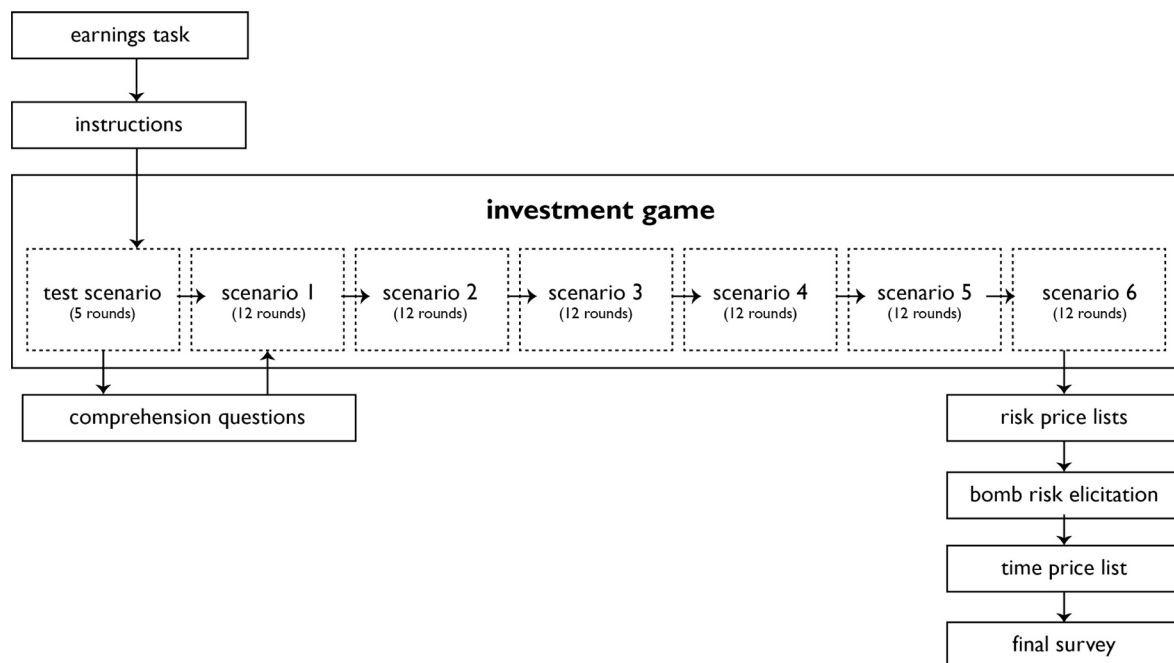 earnings task
instructions
investment game
test scenario
(5 rounds)
scenario 1
(12 rounds)
scenario 2
(12 rounds)
scenario 3
(12 rounds)
scenario 4
(12 rounds)
scenario 5
(12 rounds)
scenario 6
(12 rounds)
comprehension questions
risk price lists
bomb risk elicitation
time price list
final survey